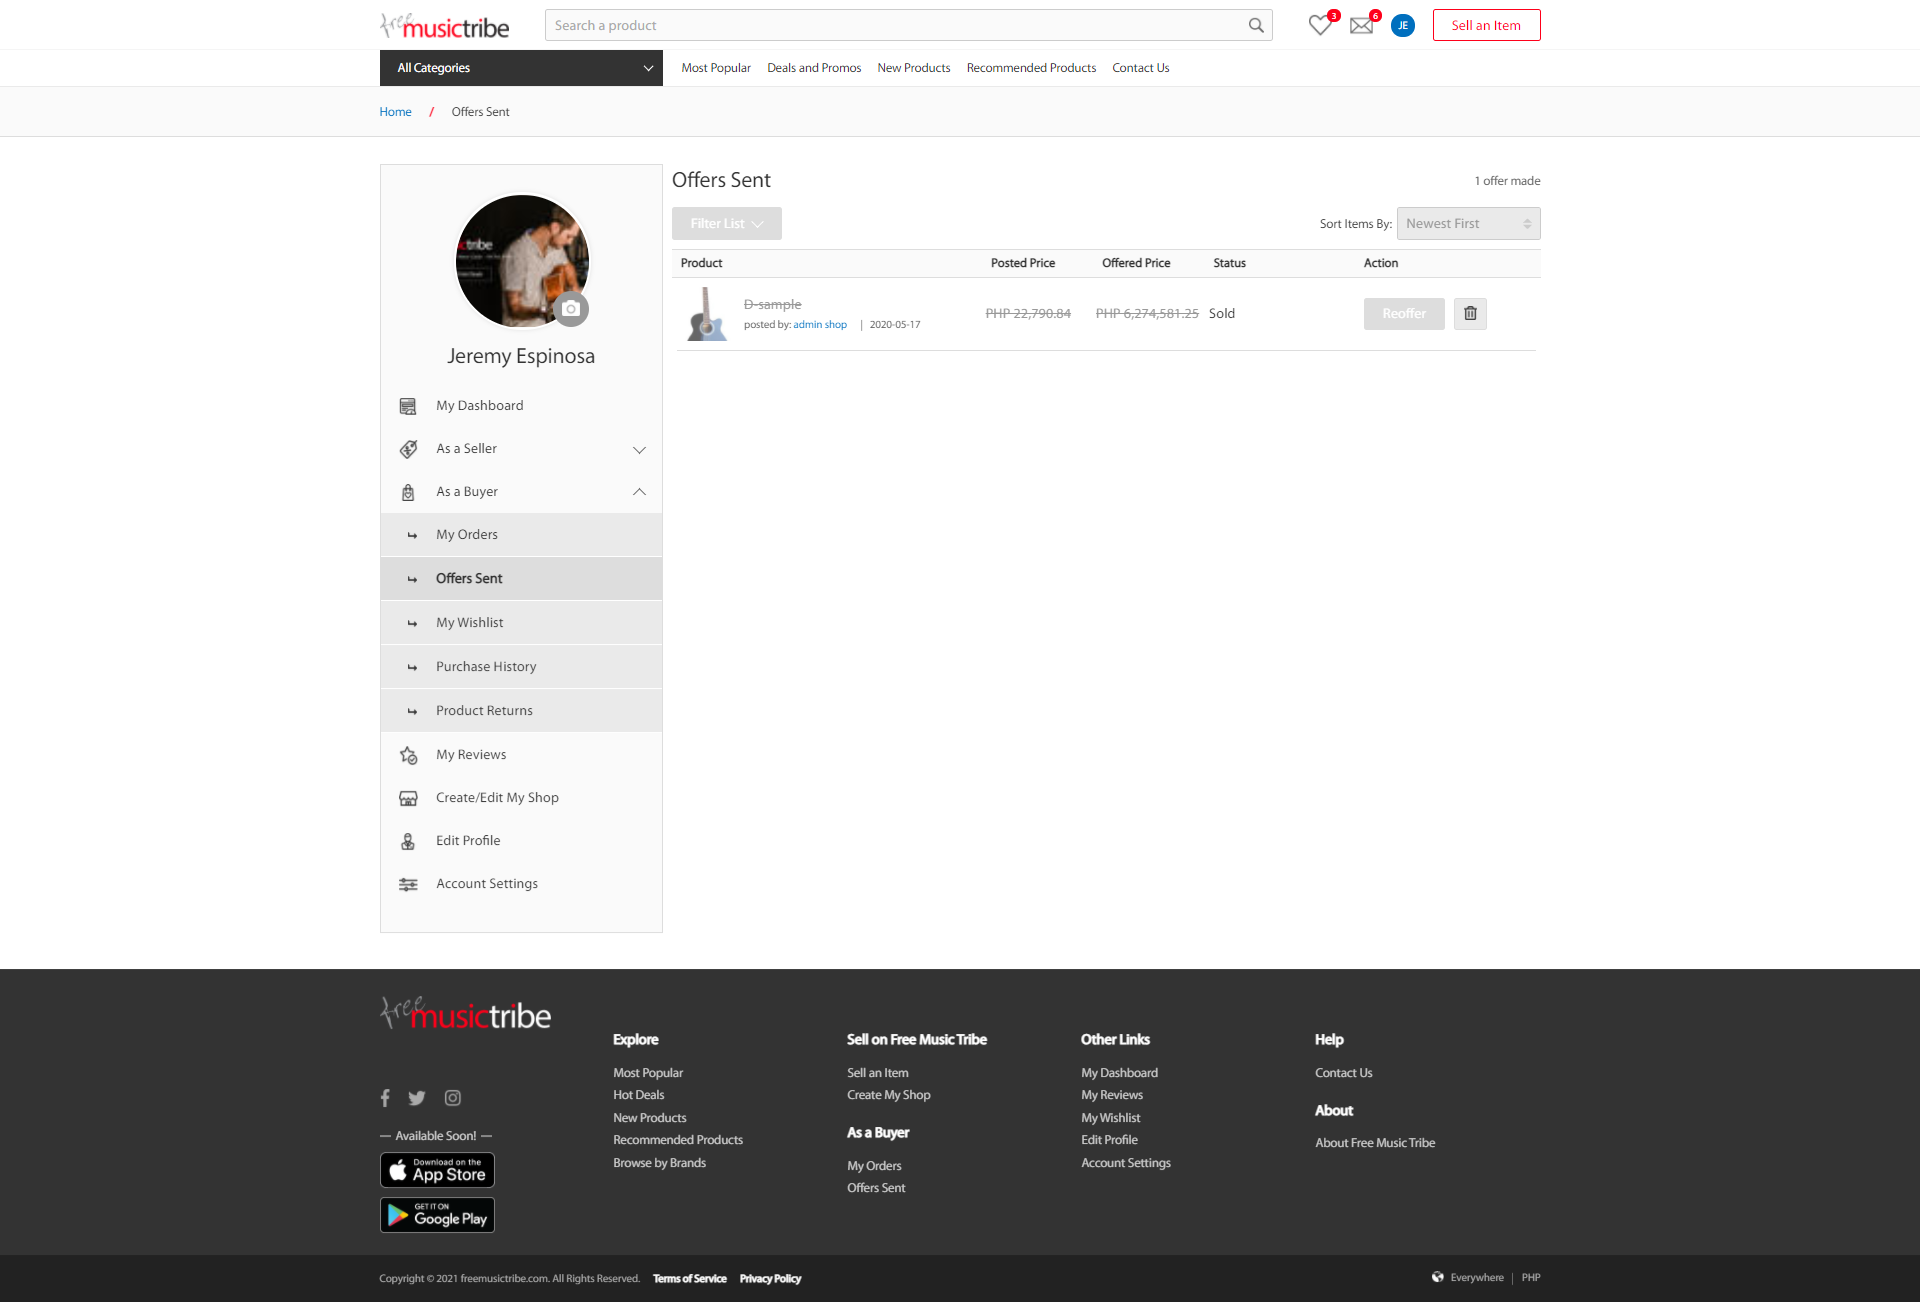 free musictribe
Search a product
3
6
JE
Sell an Item
All Categories
Most Popular
Deals and Promos
New Products
Recommended Products
Contact Us
Home / Offers Sent
Jeremy Espinosa
My Dashboard
As a Seller
As a Buyer
My Orders
Offers Sent
My Wishlist
Purchase History
Product Returns
My Reviews
Create/Edit My Shop
Edit Profile
Account Settings
Offers Sent
1 offer made
Filter List
Sort Items By: Newest First
Product Posted Price Offered Price Status Action
D-sample
posted by: admin shop | 2020-05-17
PHP 22,790.84 PHP 6,274,581.25 Sold
Reoffer
free musictribe
— Available Soon! —
Download on the
App Store
GET IT ON
Google Play
Explore
Most Popular
Hot Deals
New Products
Recommended Products
Browse by Brands
Sell on Free Music Tribe
Sell an Item
Create My Shop
As a Buyer
My Orders
Offers Sent
Other Links
My Dashboard
My Reviews
My Wishlist
Edit Profile
Account Settings
Help
Contact Us
About
About Free Music Tribe
Copyright © 2021 freemusictribe.com. All Rights Reserved. Terms of Service Privacy Policy
Everywhere | PHP